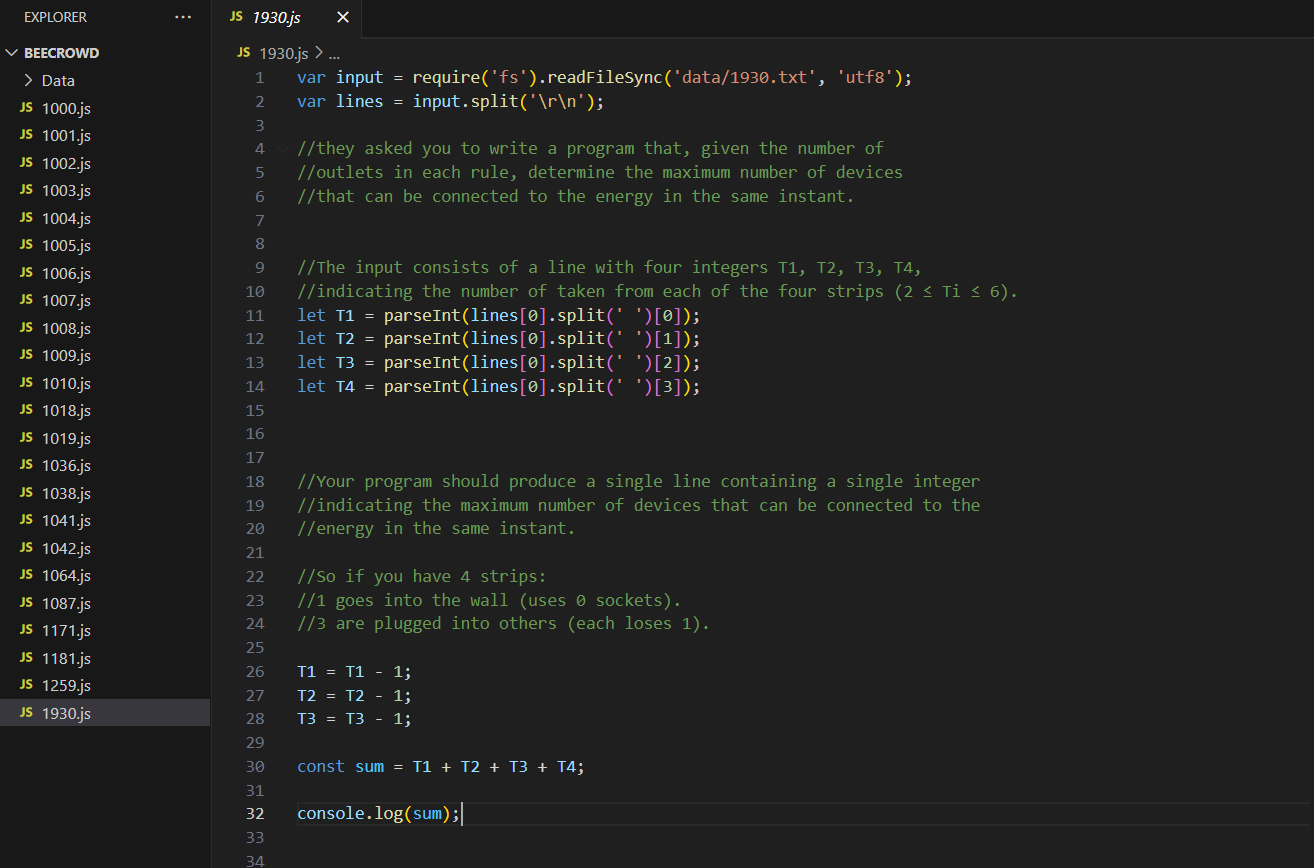 EXPLORER
BEECROWD
Data
JS 1000.js
JS 1001.js
JS 1002.js
JS 1003.js
JS 1004.js
JS 1005.js
JS 1006.js
JS 1007.js
JS 1008.js
JS 1009.js
JS 1010.js
JS 1018.js
JS 1019.js
JS 1036.js
JS 1038.js
JS 1041.js
JS 1042.js
JS 1064.js
JS 1087.js
JS 1171.js
JS 1181.js
JS 1259.js
JS 1930.js
JS 1930.js
JS 1930.js > ...
1 var input = require('fs').readFileSync('data/1930.txt', 'utf8');
2 var lines = input.split('\r\n');
3
4 //they asked you to write a program that, given the number of
5 //outlets in each rule, determine the maximum number of devices
6 //that can be connected to the energy in the same instant.
7
8
9 //The input consists of a line with four integers T1, T2, T3, T4,
10 //indicating the number of taken from each of the four strips (2 ≤ Ti ≤ 6).
11 let T1 = parseInt(lines[0].split(' ')[0]);
12 let T2 = parseInt(lines[0].split(' ')[1]);
13 let T3 = parseInt(lines[0].split(' ')[2]);
14 let T4 = parseInt(lines[0].split(' ')[3]);
15
16
17
18 //Your program should produce a single line containing a single integer
19 //indicating the maximum number of devices that can be connected to the
20 //energy in the same instant.
21
22 //So if you have 4 strips:
23 //1 goes into the wall (uses 0 sockets).
24 //3 are plugged into others (each loses 1).
25
26 T1 = T1 - 1;
27 T2 = T2 - 1;
28 T3 = T3 - 1;
29
30 const sum = T1 + T2 + T3 + T4;
31
32 console.log(sum);
33
34